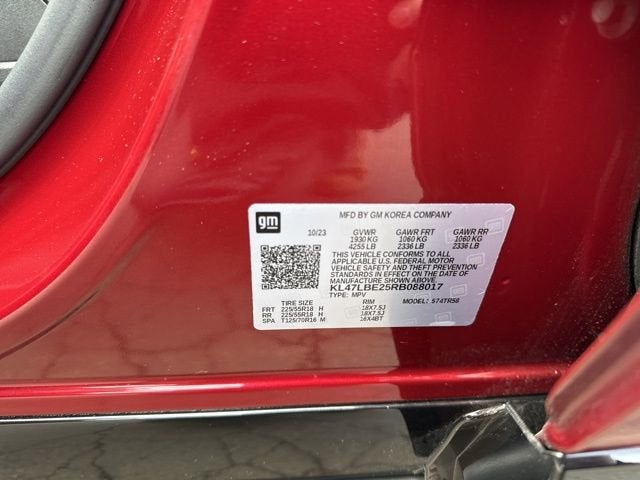 gm
MFD BY GM KOREA COMPANY
10/23 GVWR GAWR FRT GAWR RR
1930 KG 1060 KG 1060 KG
4255 LB 2336 LB 2336 LB
THIS VEHICLE CONFORMS TO ALL
APPLICABLE U.S. FEDERAL MOTOR
VEHICLE SAFETY AND THEFT PREVENTION
STANDARDS IN EFFECT ON THE DATE OF
MANUFACTURE SHOWN ABOVE.
KL47LBE25RB088017
TYPE: MPV MODEL: 574TR58
TIRE SIZE RIM
FRT 225/55R18 H 18X7.5J
RR 225/55R18 H 18X7.5J
SPA T125/70R16 M 16X4BT